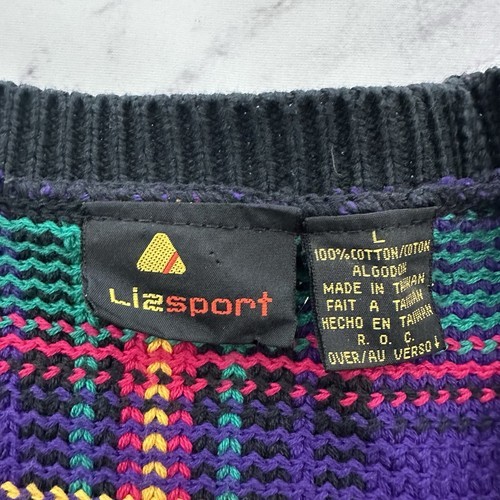 Lizsport
L
100% COTTON/COTON
ALGODON
MADE IN TAIWAN
FAIT A TAIWAN
HECHO EN TAIWAN
R. O. C.
OVER/AU VERSO↓